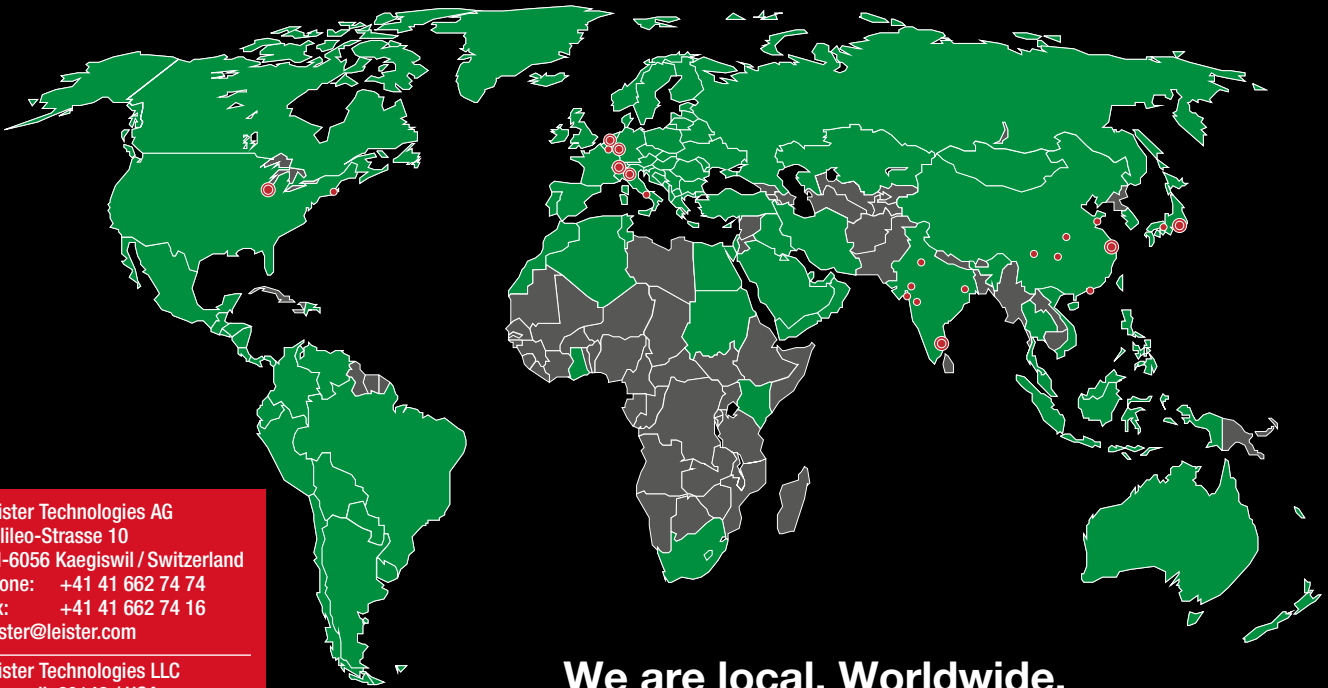 ister Technologies AG
lileo-Strasse 10
-6056 Kaegiswil / Switzerland
one: +41 41 662 74 74
x: +41 41 662 74 16
ster@leister.com
ister Technologies LLC
We are local. Worldwide.